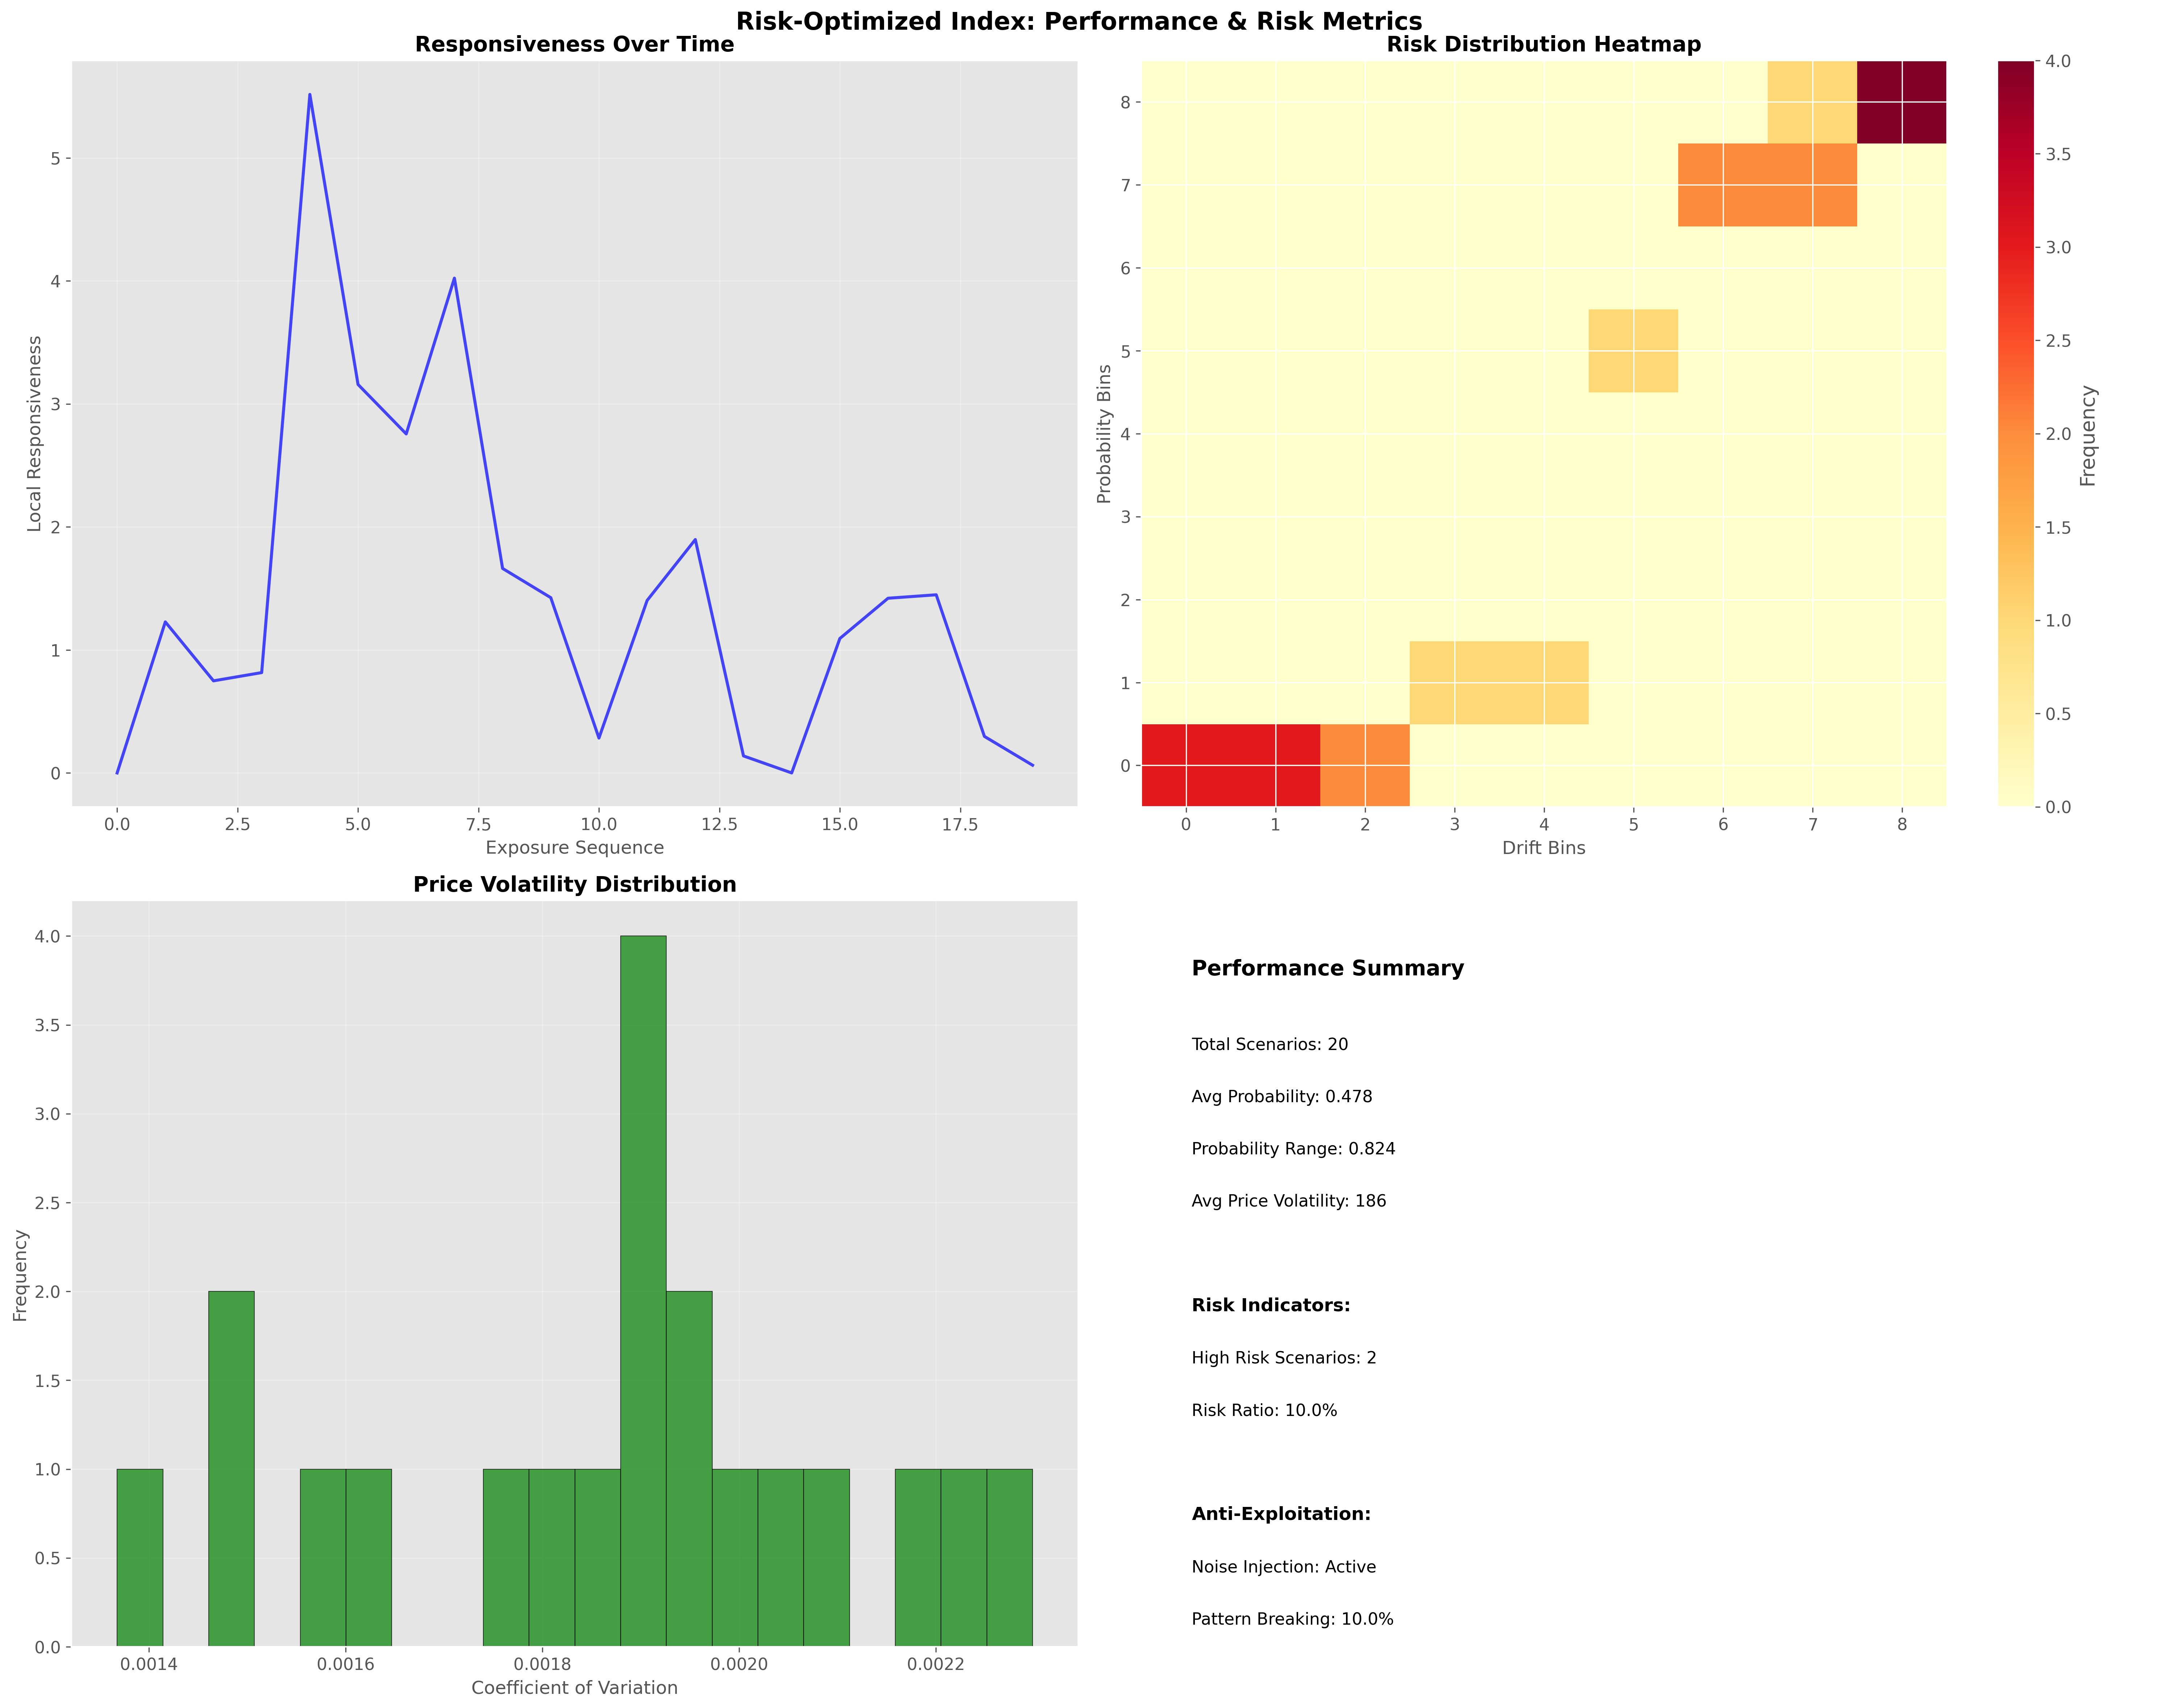 Risk-Optimized Index: Performance & Risk Metrics
Responsiveness Over Time
Local Responsiveness
5
4
3
2
1
0
0.0 2.5 5.0 7.5 10.0 12.5 15.0 17.5
Exposure Sequence
Risk Distribution Heatmap
Probability Bins
8
7
6
5
4
3
2
1
0
0 1 2 3 4 5 6 7 8
Drift Bins
4.0
3.5
3.0
2.5
2.0
1.5
1.0
0.5
0.0
Frequency
Price Volatility Distribution
Frequency
4.0
3.5
3.0
2.5
2.0
1.5
1.0
0.5
0.0
0.0014 0.0016 0.0018 0.0020 0.0022
Coefficient of Variation
Performance Summary
Total Scenarios: 20
Avg Probability: 0.478
Probability Range: 0.824
Avg Price Volatility: 186
Risk Indicators:
High Risk Scenarios: 2
Risk Ratio: 10.0%
Anti-Exploitation:
Noise Injection: Active
Pattern Breaking: 10.0%